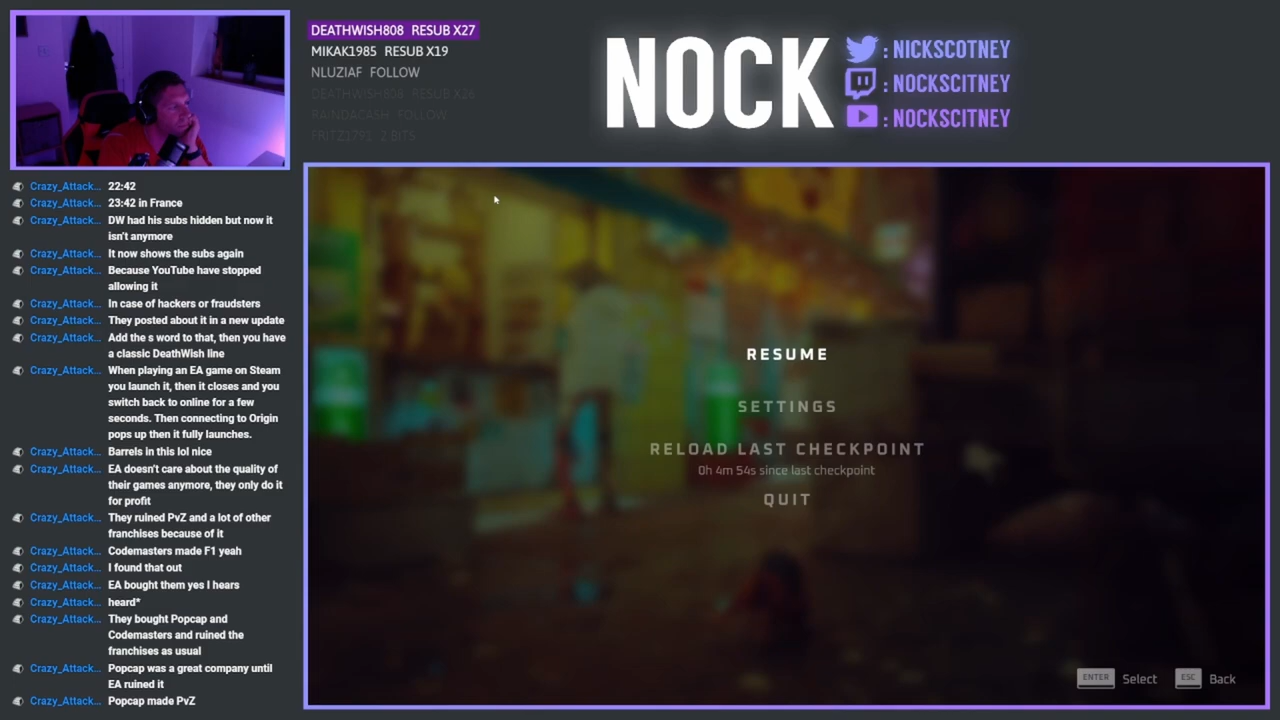 DEATHWISH808 RESUB X27
MIKAK1985 RESUB X19
NLUZIAF FOLLOW
DEATHWISH808 RESUB X26
RAINDACASH FOLLOW
FRITZ1791 2 BITS
NOCK
: NICKSCOTNEY
: NOCKSCITNEY
: NOCKSCITNEY
Crazy_Attack... 22:42
Crazy_Attack... 23:42 in France
Crazy_Attack... DW had his subs hidden but now it
isn't anymore
Crazy_Attack... It now shows the subs again
Crazy_Attack... Because YouTube have stopped
allowing it
Crazy_Attack... In case of hackers or fraudsters
Crazy_Attack... They posted about it in a new update
Crazy_Attack... Add the s word to that, then you have
a classic DeathWish line
Crazy_Attack... When playing an EA game on Steam
you launch it, then it closes and you
switch back to online for a few
seconds. Then connecting to Origin
pops up then it fully launches.
Crazy_Attack... Barrels in this lol nice
Crazy_Attack... EA doesn't care about the quality of
their games anymore, they only do it
for profit
Crazy_Attack... They ruined PvZ and a lot of other
franchises because of it
Crazy_Attack... Codemasters made F1 yeah
Crazy_Attack... I found that out
Crazy_Attack... EA bought them yes I hears
Crazy_Attack... heard*
Crazy_Attack... They bought Popcap and
Codemasters and ruined the
franchises as usual
Crazy_Attack... Popcap was a great company until
EA ruined it
Crazy_Attack... Popcap made PvZ
RESUME
SETTINGS
RELOAD LAST CHECKPOINT
0h 4m 54s since last checkpoint
QUIT
ENTER Select ESC Back